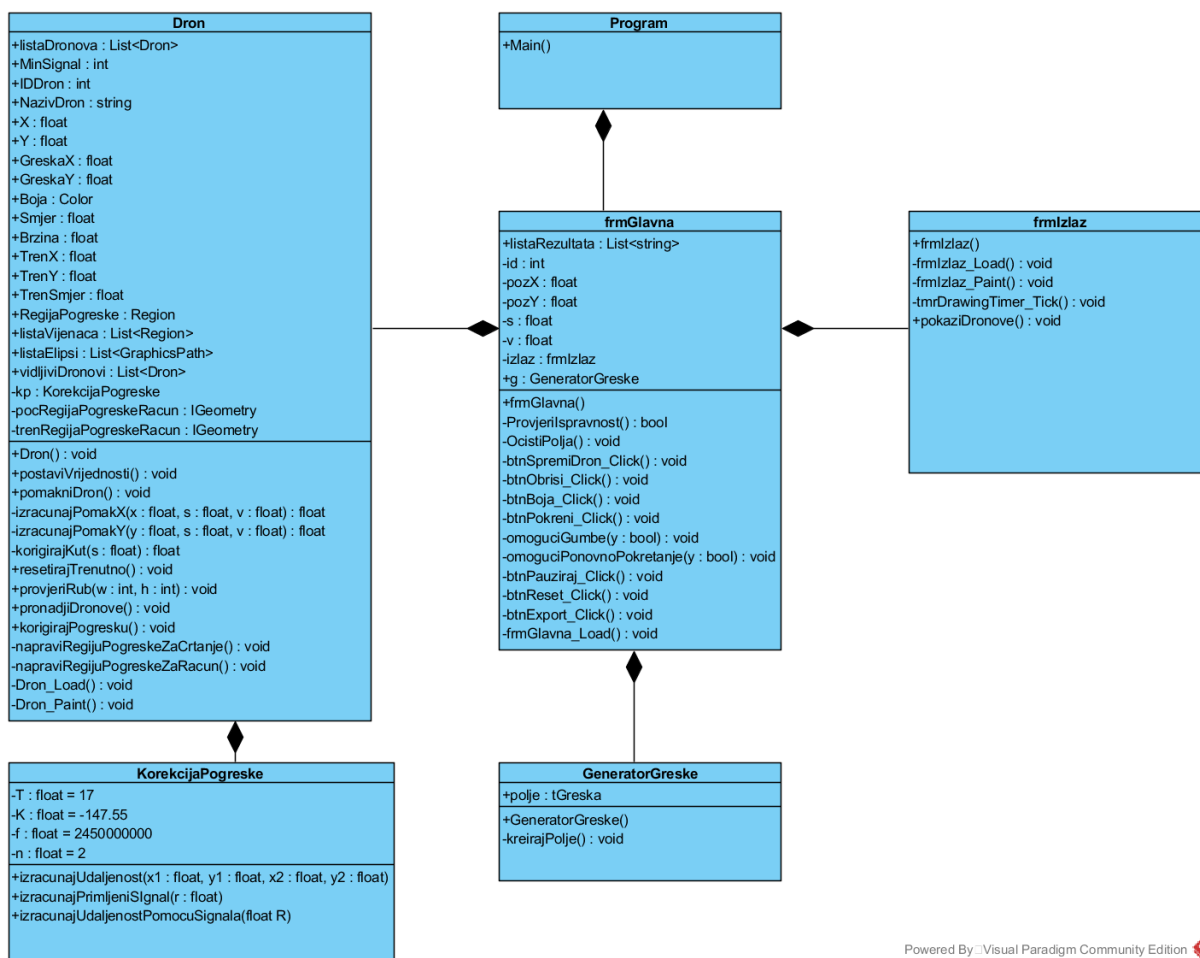 Dron
+listaDronova : List<Dron>
+MinSignal : int
+IDDron : int
+NazivDron : string
+X : float
+Y : float
+GreskaX : float
+GreskaY : float
+Boja : Color
+Smjer : float
+Brzina : float
+TrenX : float
+TrenY : float
+TrenSmjer : float
+RegijaPogreske : Region
+listaVijenaca : List<Region>
+listaElipsi : List<GraphicsPath>
+vidljiviDronovi : List<Dron>
-kp : KorekcijaPogreske
-pocRegijaPogreskeRacun : IGeometry
-trenRegijaPogreskeRacun : IGeometry
+Dron() : void
+postaviVrijednosti() : void
+pomakniDron() : void
-izracunajPomakX(x : float, s : float, v : float) : float
-izracunajPomakY(y : float, s : float, v : float) : float
-korigirajKut(s : float) : float
+resetirajTrenutno() : void
+provjeriRub(w : int, h : int) : void
+pronadjiDronove() : void
+korigirajPogresku() : void
-napraviRegijuPogreskeZaCrtanje() : void
-napraviRegijuPogreskeZaRacun() : void
-Dron_Load() : void
-Dron_Paint() : void
Program
+Main()
frmGlavna
+listaRezultata : List<string>
-id : int
-pozX : float
-pozY : float
-s : float
-v : float
-izlaz : frmIzlaz
+g : GeneratorGreske
+frmGlavna()
-ProvjeriIspravnost() : bool
-OcistiPolja() : void
-btnSpremiDron_Click() : void
-btnObrisi_Click() : void
-btnBoja_Click() : void
-btnPokreni_Click() : void
-omoguciGumbe(y : bool) : void
-omoguciPonovnoPokretanje(y : bool) : void
-btnPauziraj_Click() : void
-btnReset_Click() : void
-btnExport_Click() : void
-frmGlavna_Load() : void
frmIzlaz
+frmIzlaz()
-frmIzlaz_Load() : void
-frmIzlaz_Paint() : void
-tmrDrawingTimer_Tick() : void
+pokaziDronove() : void
KorekcijaPogreske
-T : float = 17
-K : float = -147.55
-f : float = 2450000000
-n : float = 2
+izracunajUdaljenost(x1 : float, y1 : float, x2 : float, y2 : float)
+izracunajPrimljeniSIgnal(r : float)
+izracunajUdaljenostPomocuSignala(float R)
GeneratorGreske
+polje : tGreska
+GeneratorGreske()
-kreirajPolje() : void
Powered By Visual Paradigm Community Edition